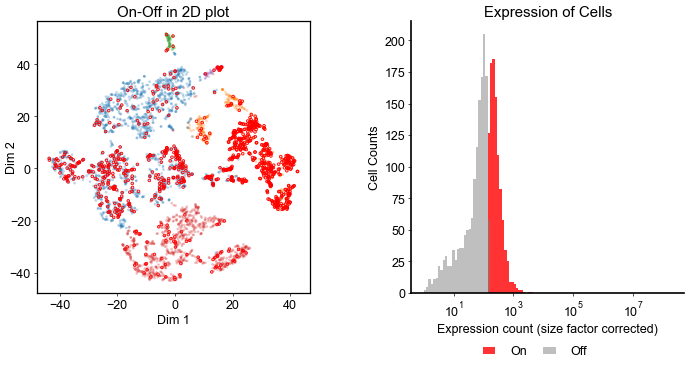 On-Off in 2D plot
Dim 2
40
20
0
−20
−40
−40 −20 0 20 40
Dim 1
Expression of Cells
Cell Counts
200
175
150
125
100
75
50
25
0
10^1 10^3 10^5 10^7
Expression count (size factor corrected)
On Off